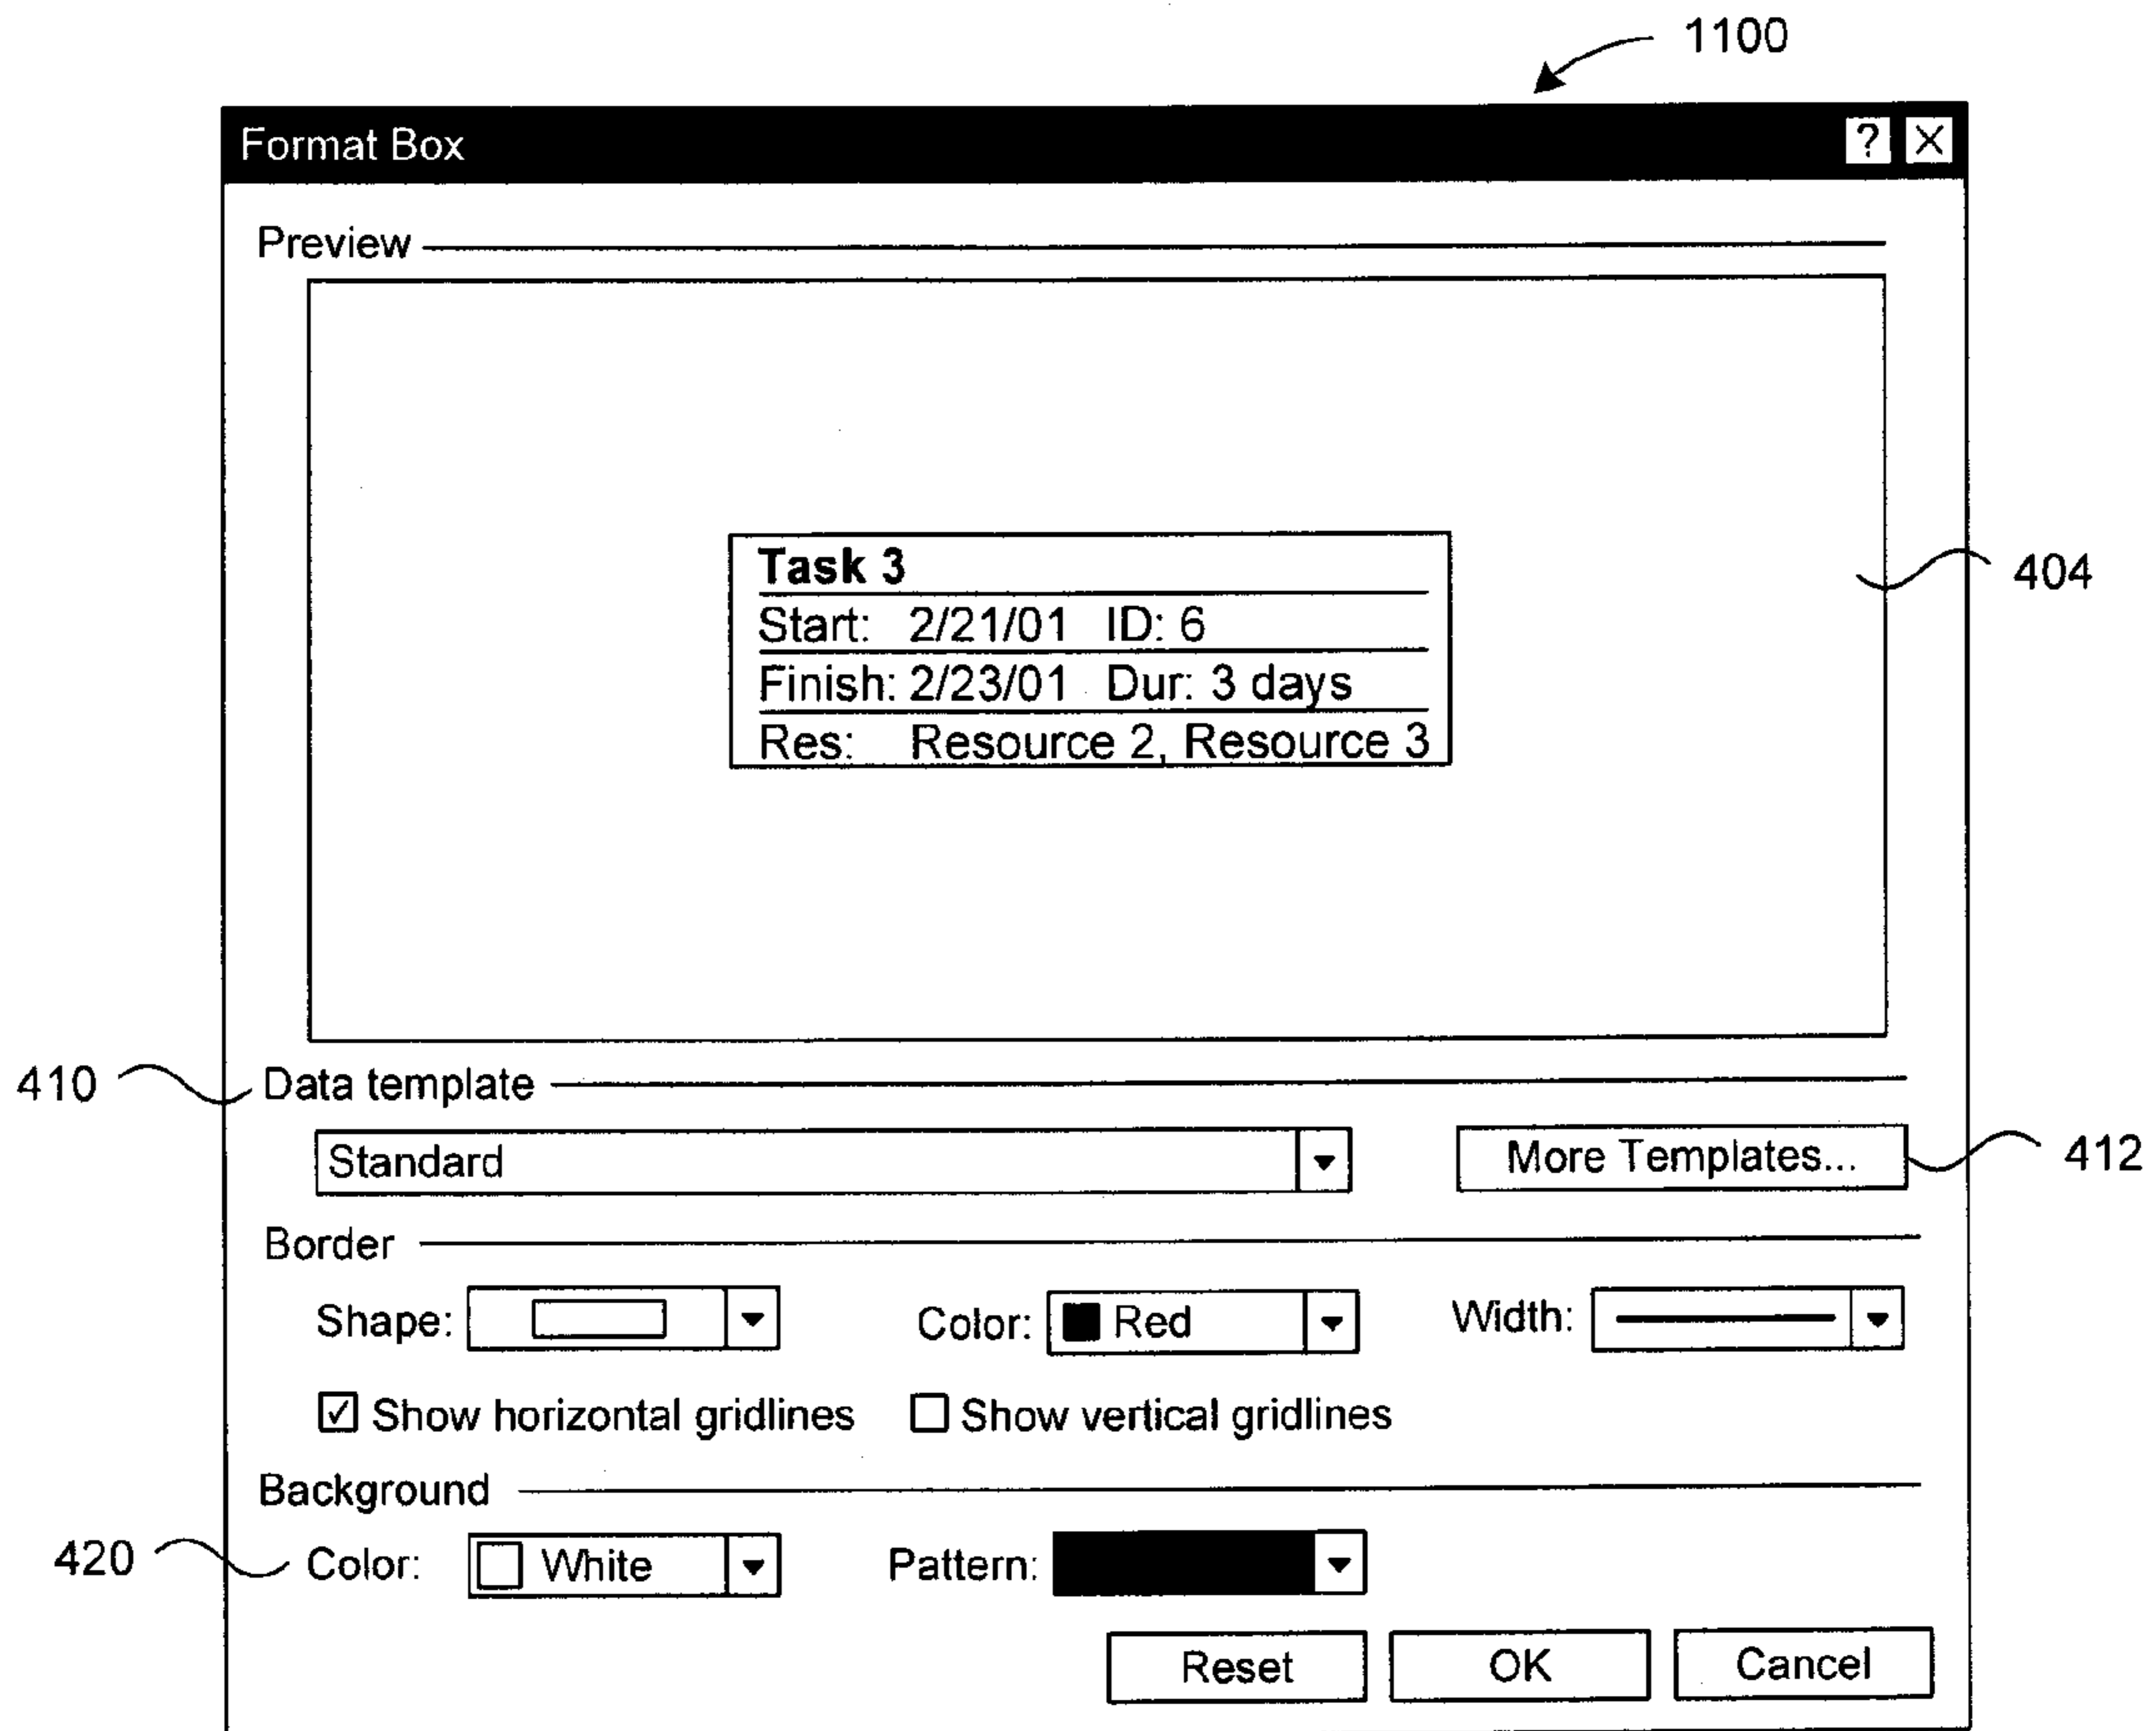 1100
Format Box ? X
Preview
Task 3
Start: 2/21/01 ID: 6
404
Finish: 2/23/01 Dur: 3 days
Res: Resource 2, Resource 3
410 Data template
Standard More Templates... 412
Border
Shape: Color: Red Width:
Show horizontal gridlines Show vertical gridlines
Background
420 Color: White Pattern:
Reset OK Cancel